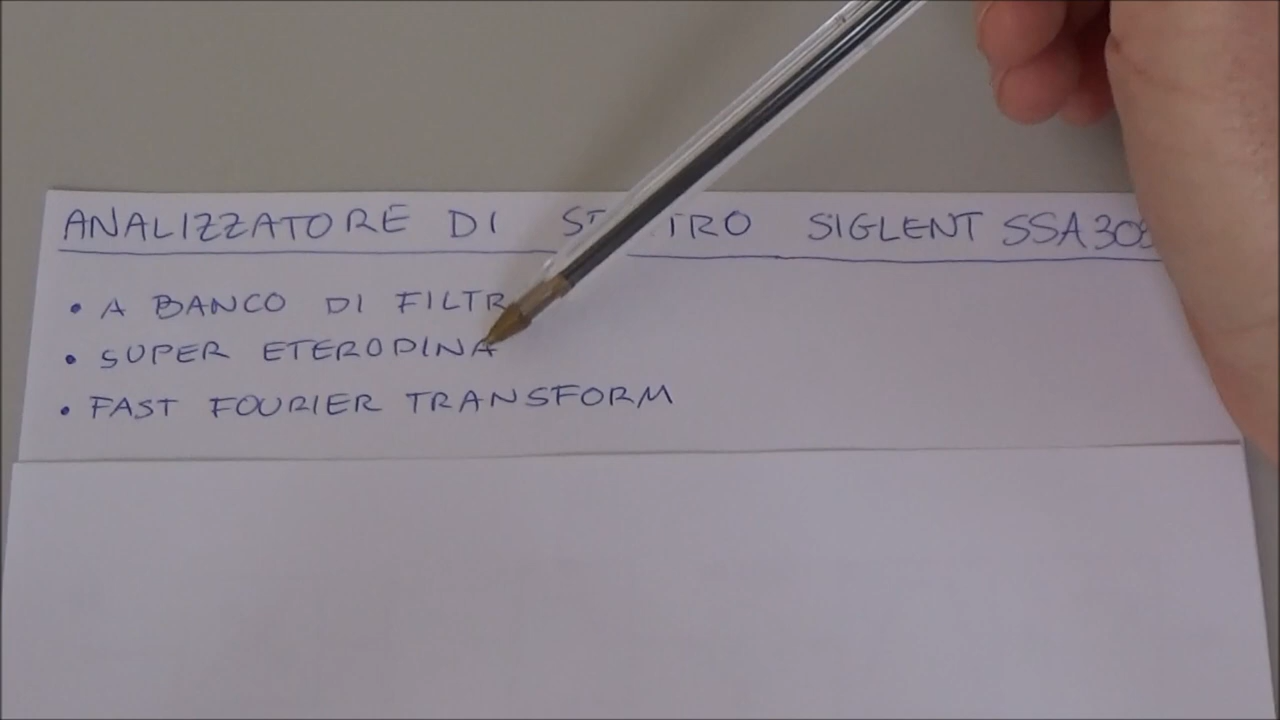 ANALIZZATORE DI SIGLENT
• A BANCO DI
• SUPER ETERODINA
• FAST FOURIER TRANSFORM